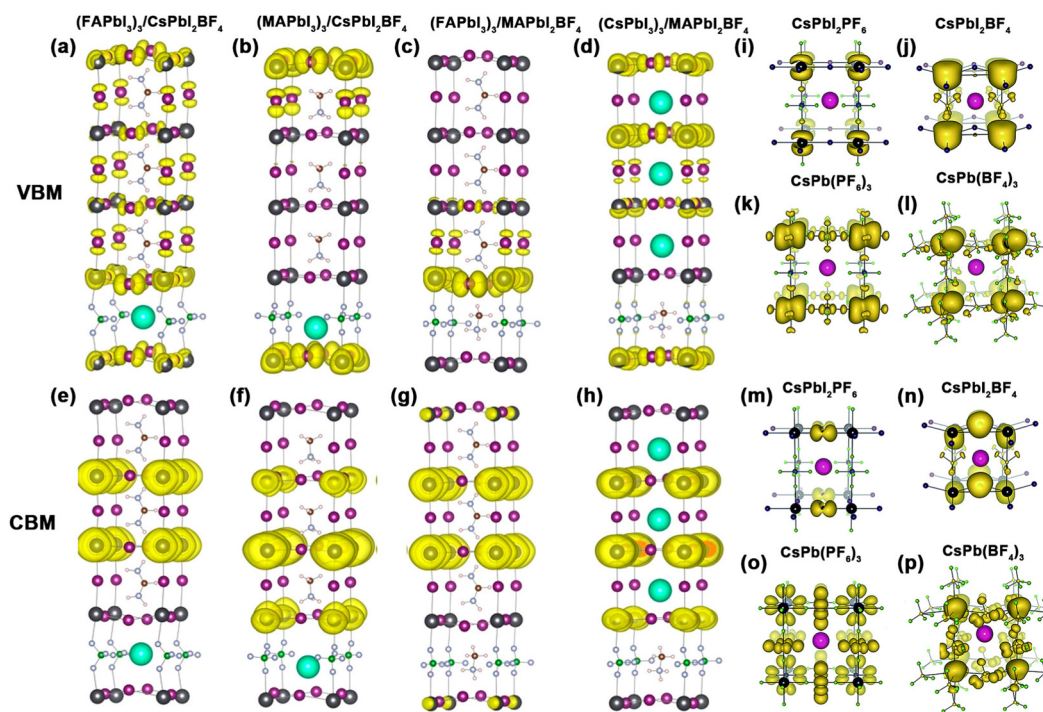 (FAPbI₃)₃/CsPbI₂BF₄
(MAPbI₃)₃/CsPbI₂BF₄
(FAPbI₃)₃/MAPbI₂BF₄
(CsPbI₃)₃/MAPbI₂BF₄
CsPbI₂PF₆
CsPbI₂BF₄
(a)
(b)
(c)
(d)
(i)
(j)
VBM
CsPb(PF₆)₃
CsPb(BF₄)₃
(k)
(l)
(e)
(f)
(g)
(h)
CsPbI₂PF₆
CsPbI₂BF₄
(m)
(n)
CBM
CsPb(PF₆)₃
CsPb(BF₄)₃
(o)
(p)